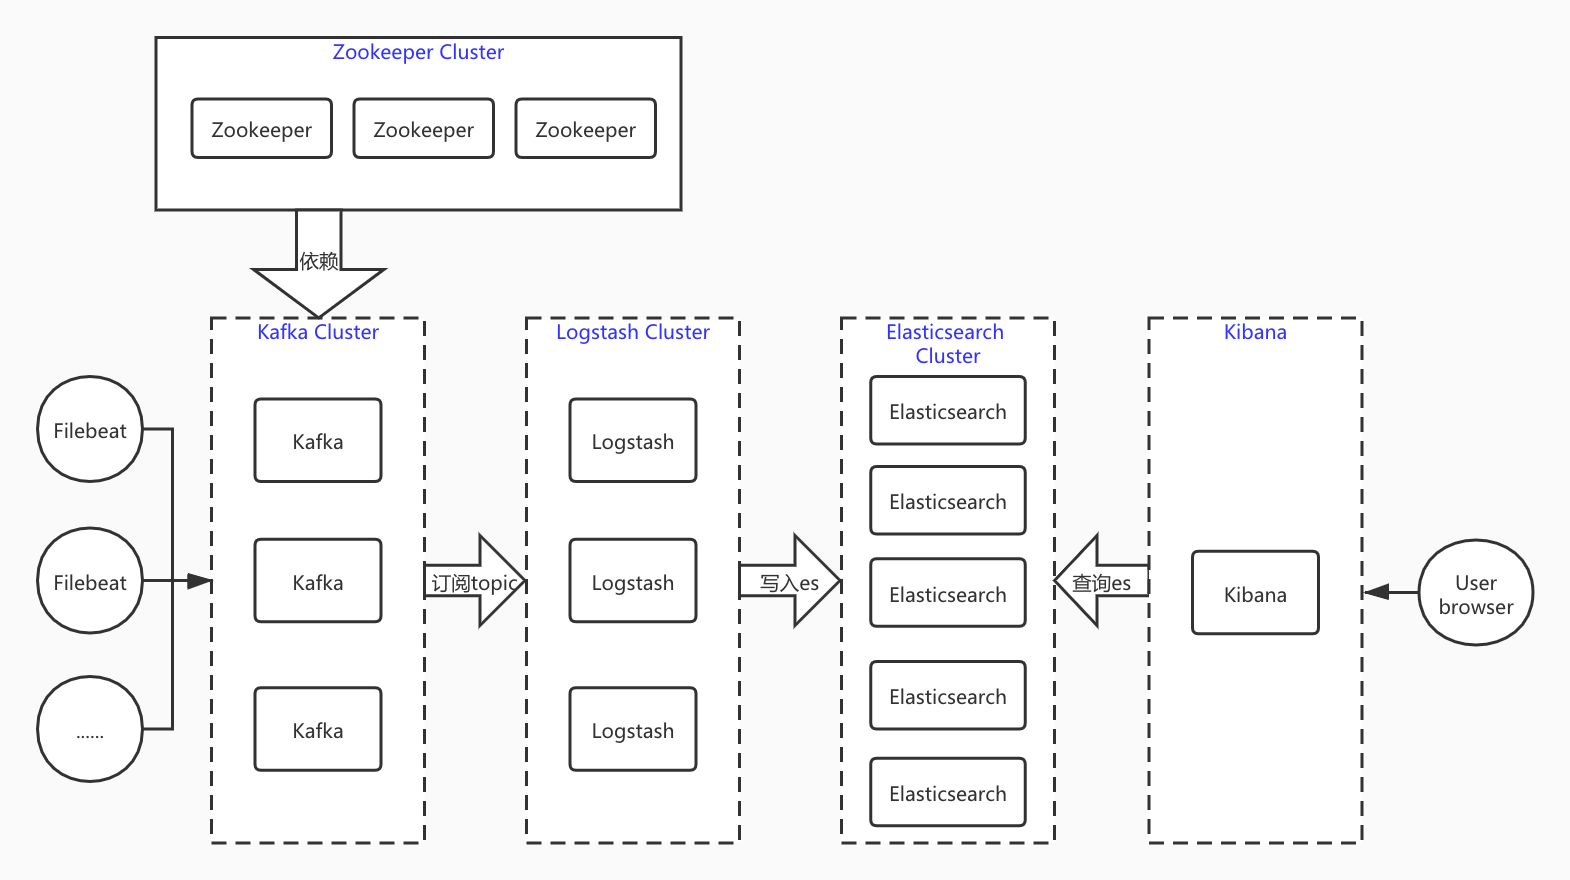 Zookeeper Cluster
Zookeeper
Zookeeper
Zookeeper
依赖
Filebeat
Filebeat
......
Kafka Cluster
Kafka
Kafka
Kafka
订阅topic
Logstash Cluster
Logstash
Logstash
Logstash
写入es
Elasticsearch
Cluster
Elasticsearch
Elasticsearch
Elasticsearch
Elasticsearch
Elasticsearch
查询es
Kibana
Kibana
User
browser